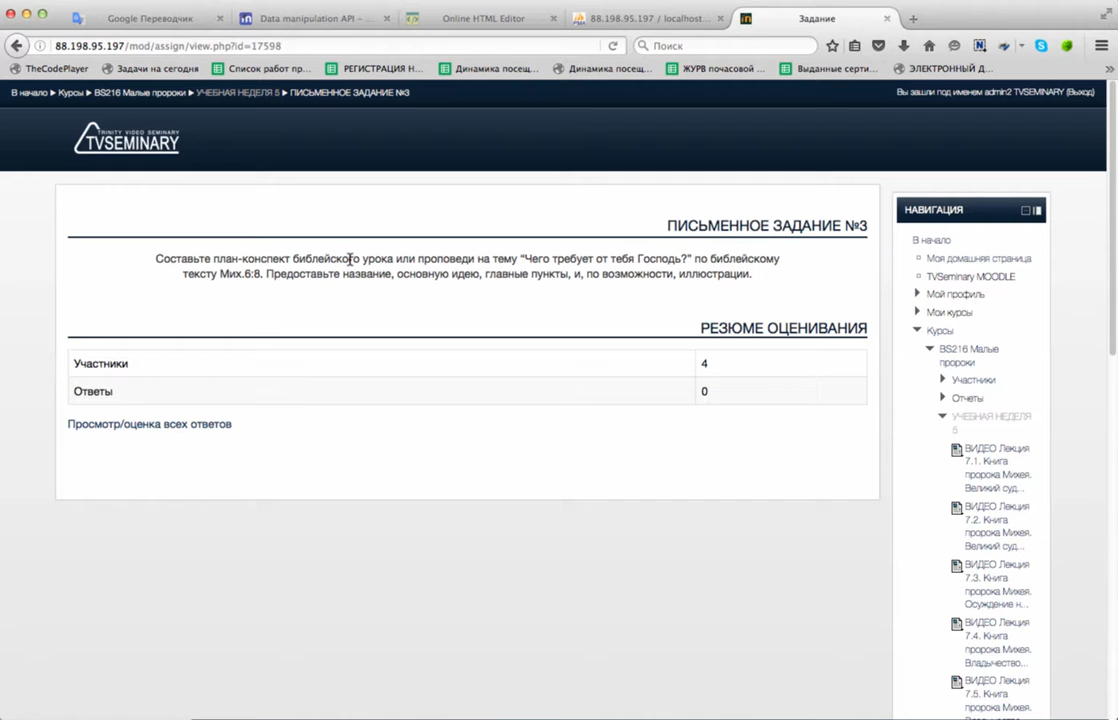 Google Переводчик
Data manipulation API –
Online HTML Editor
88.198.95.197 / localhost...
Задание
88.198.95.197/mod/assign/view.php?id=17598
Поиск
TheCodePlayer
Задачи на сегодня
Список работ пр...
РЕГИСТРАЦИЯ Н...
Динамика посещ...
Динамика посещ...
ЖУРВ почасовой ...
Выданные серти...
ЭЛЕКТРОННЫЙ Д...
В начало ▸ Курсы ▸ BS216 Малые пророки ▸ УЧЕБНАЯ НЕДЕЛЯ 5 ▸ ПИСЬМЕННОЕ ЗАДАНИЕ №3
Вы зашли под именем admin2 TVSEMINARY (Выход)
TRINITY VIDEO SEMINARY
TVSEMINARY
ПИСЬМЕННОЕ ЗАДАНИЕ №3
Составьте план-конспект библейского урока или проповеди на тему “Чего требует от тебя Господь?” по библейскому
тексту Мих.6:8. Предоставьте название, основную идею, главные пункты, и, по возможности, иллюстрации.
РЕЗЮМЕ ОЦЕНИВАНИЯ
Участники 4
Ответы 0
Просмотр/оценка всех ответов
НАВИГАЦИЯ
В начало
Моя домашняя страница
TVSeminary MOODLE
Мой профиль
Мои курсы
Курсы
BS216 Малые
пророки
Участники
Отчеты
УЧЕБНАЯ НЕДЕЛЯ
5
ВИДЕО Лекция
7.1. Книга
пророка Михея.
Великий суд...
ВИДЕО Лекция
7.2. Книга
пророка Михея.
Великий суд...
ВИДЕО Лекция
7.3. Книга
пророка Михея.
Осуждение н...
ВИДЕО Лекция
7.4. Книга
пророка Михея.
Владычество...
ВИДЕО Лекция
7.5. Книга
пророка Михея.